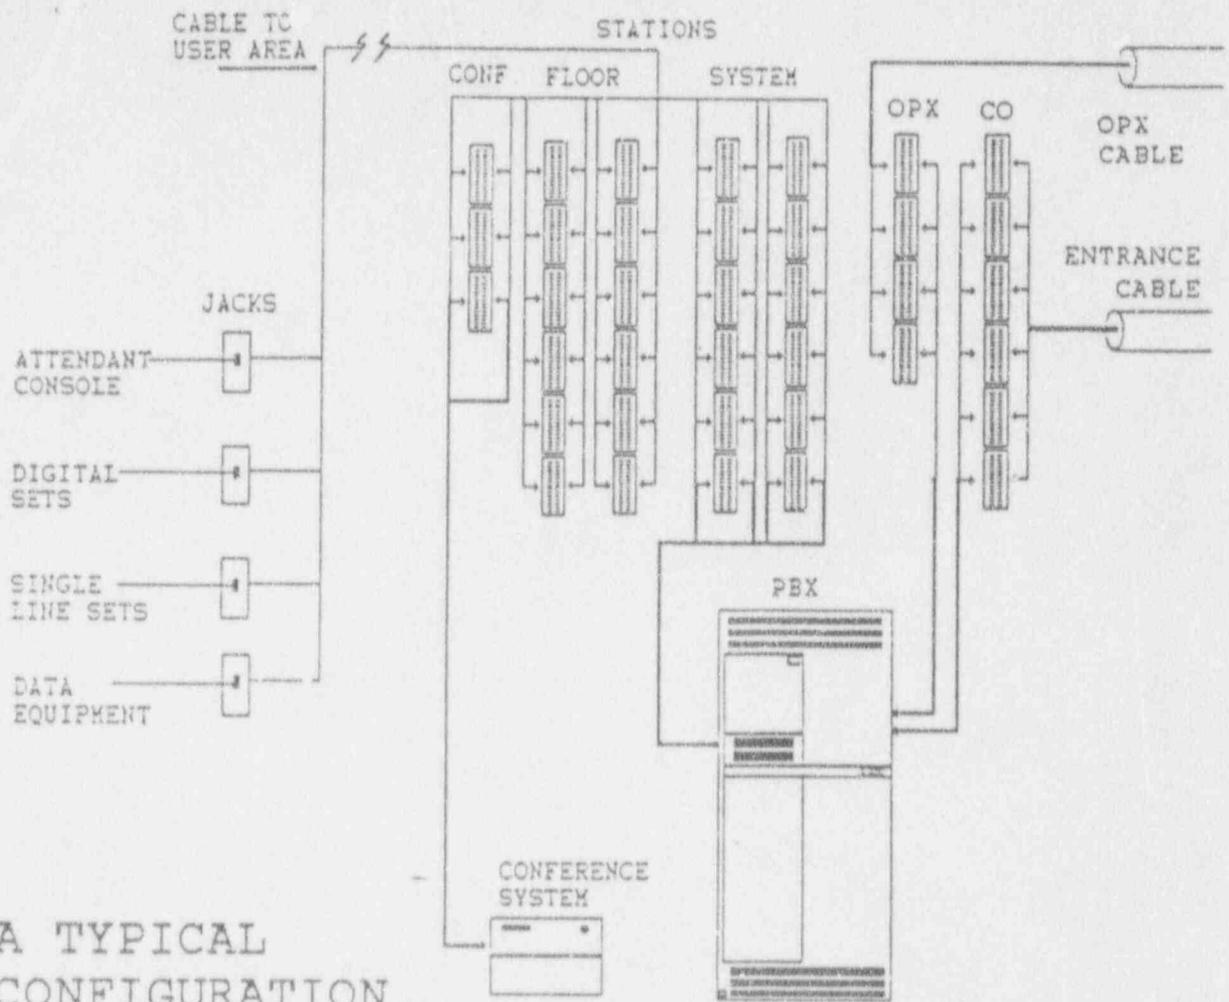 CABLE TO
USER AREA
STATIONS
CONF.
FLOOR
SYSTEM
OPX
CO
OPX
CABLE
ENTRANCE
CABLE
JACKS
ATTENDANT
CONSOLE
DIGITAL
SETS
SINGLE
LINE SETS
DATA
EQUIPMENT
PBX
CONFERENCE
SYSTEM
A TYPICAL
CONFIGURATION